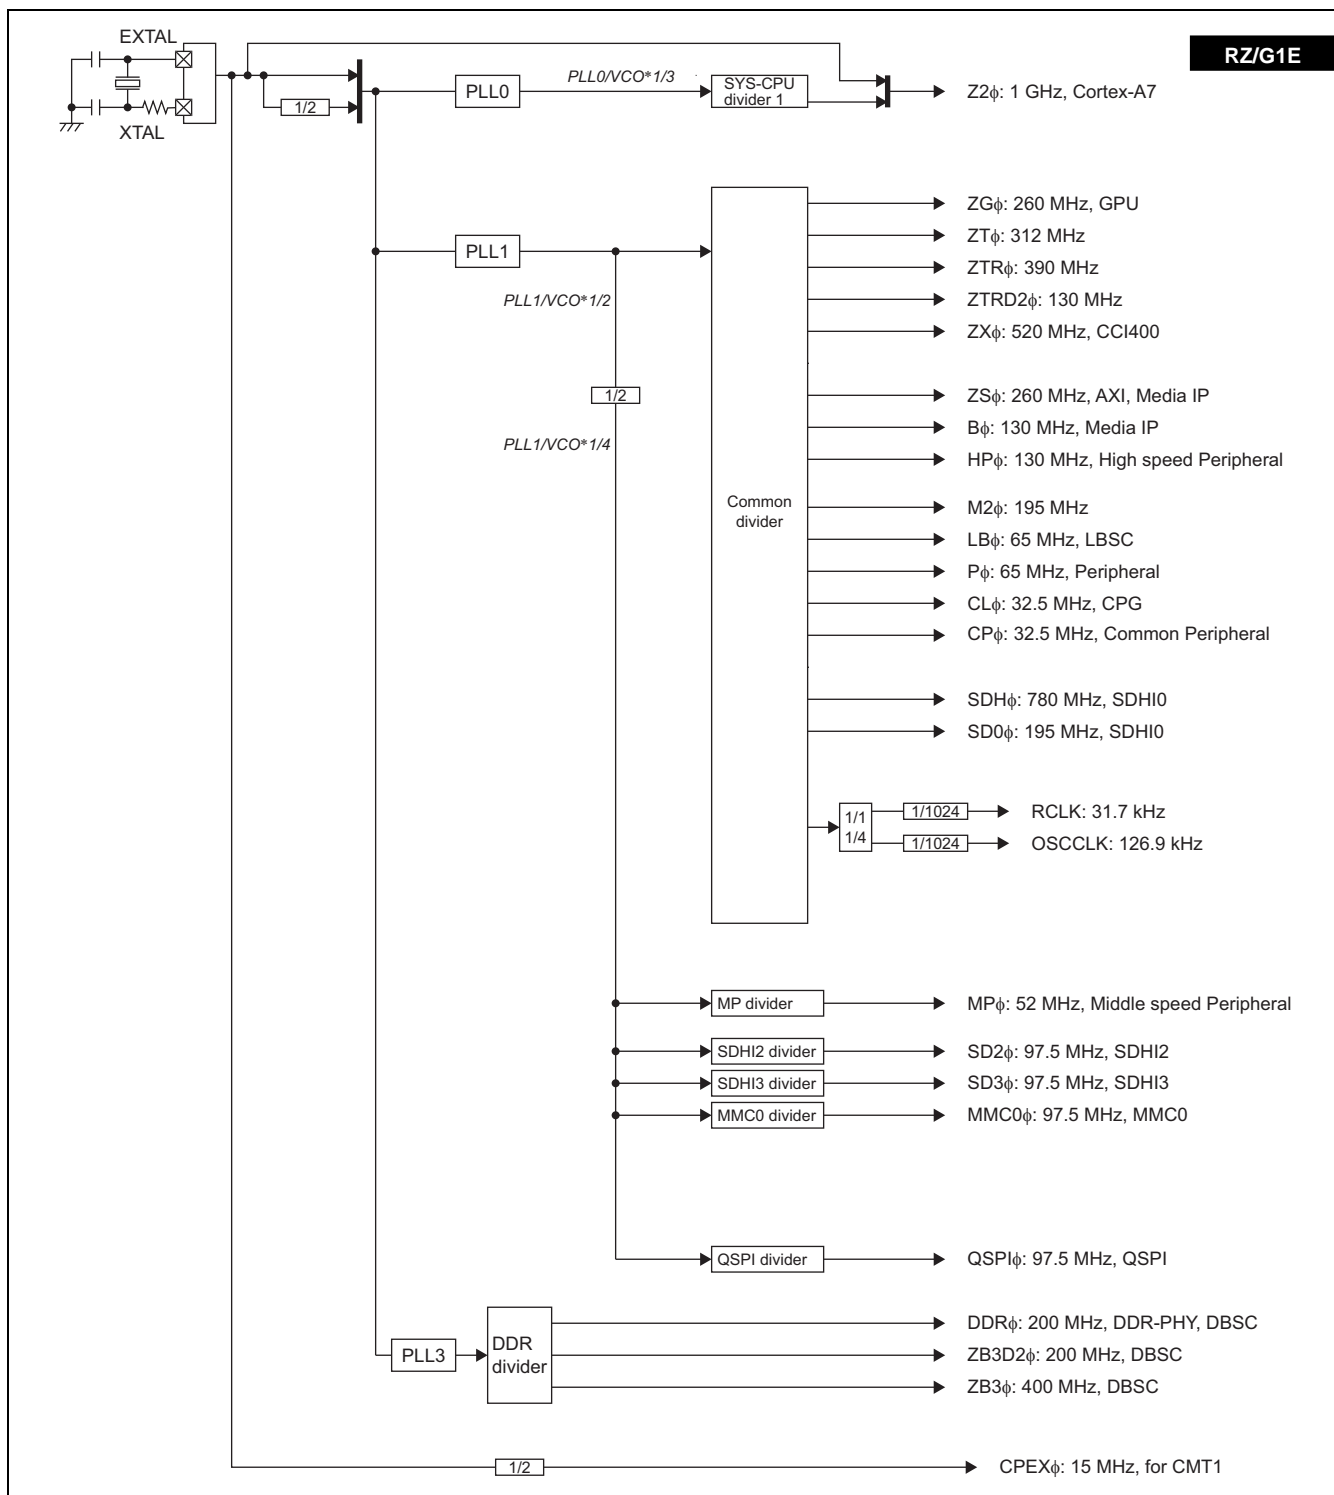 EXTAL
XTAL
RZ/G1E
1/2
PLL0
PLL0/VCO*1/3
SYS-CPU
divider 1
Z2ϕ: 1 GHz, Cortex-A7
PLL1
PLL1/VCO*1/2
1/2
PLL1/VCO*1/4
Common
divider
ZGϕ: 260 MHz, GPU
ZTϕ: 312 MHz
ZTRϕ: 390 MHz
ZTRD2ϕ: 130 MHz
ZXϕ: 520 MHz, CCI400
ZSϕ: 260 MHz, AXI, Media IP
Bϕ: 130 MHz, Media IP
HPϕ: 130 MHz, High speed Peripheral
M2ϕ: 195 MHz
LBϕ: 65 MHz, LBSC
Pϕ: 65 MHz, Peripheral
CLϕ: 32.5 MHz, CPG
CPϕ: 32.5 MHz, Common Peripheral
SDHϕ: 780 MHz, SDHI0
SD0ϕ: 195 MHz, SDHI0
1/1
1/4
1/1024
RCLK: 31.7 kHz
1/1024
OSCCLK: 126.9 kHz
MP divider
MPϕ: 52 MHz, Middle speed Peripheral
SDHI2 divider
SD2ϕ: 97.5 MHz, SDHI2
SDHI3 divider
SD3ϕ: 97.5 MHz, SDHI3
MMC0 divider
MMC0ϕ: 97.5 MHz, MMC0
QSPI divider
QSPIϕ: 97.5 MHz, QSPI
PLL3
DDR
divider
DDRϕ: 200 MHz, DDR-PHY, DBSC
ZB3D2ϕ: 200 MHz, DBSC
ZB3ϕ: 400 MHz, DBSC
1/2
CPEXϕ: 15 MHz, for CMT1